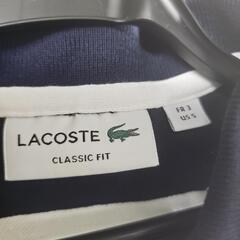 LACOSTE
CLASSIC FIT
FR 3
US S